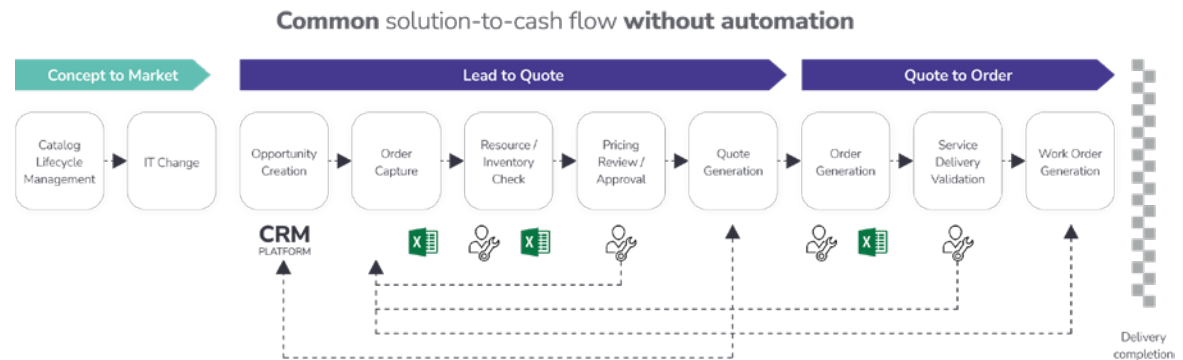 Common solution-to-cash flow without automation
Concept to Market
Lead to Quote
Quote to Order
Catalog
Lifecycle
Management
IT Change
Opportunity
Creation
Order
Capture
Resource /
Inventory
Check
Pricing
Review /
Approval
Quote
Generation
Order
Generation
Service
Delivery
Validation
Work Order
Generation
CRM
PLATFORM
X
X
X
Delivery
completion